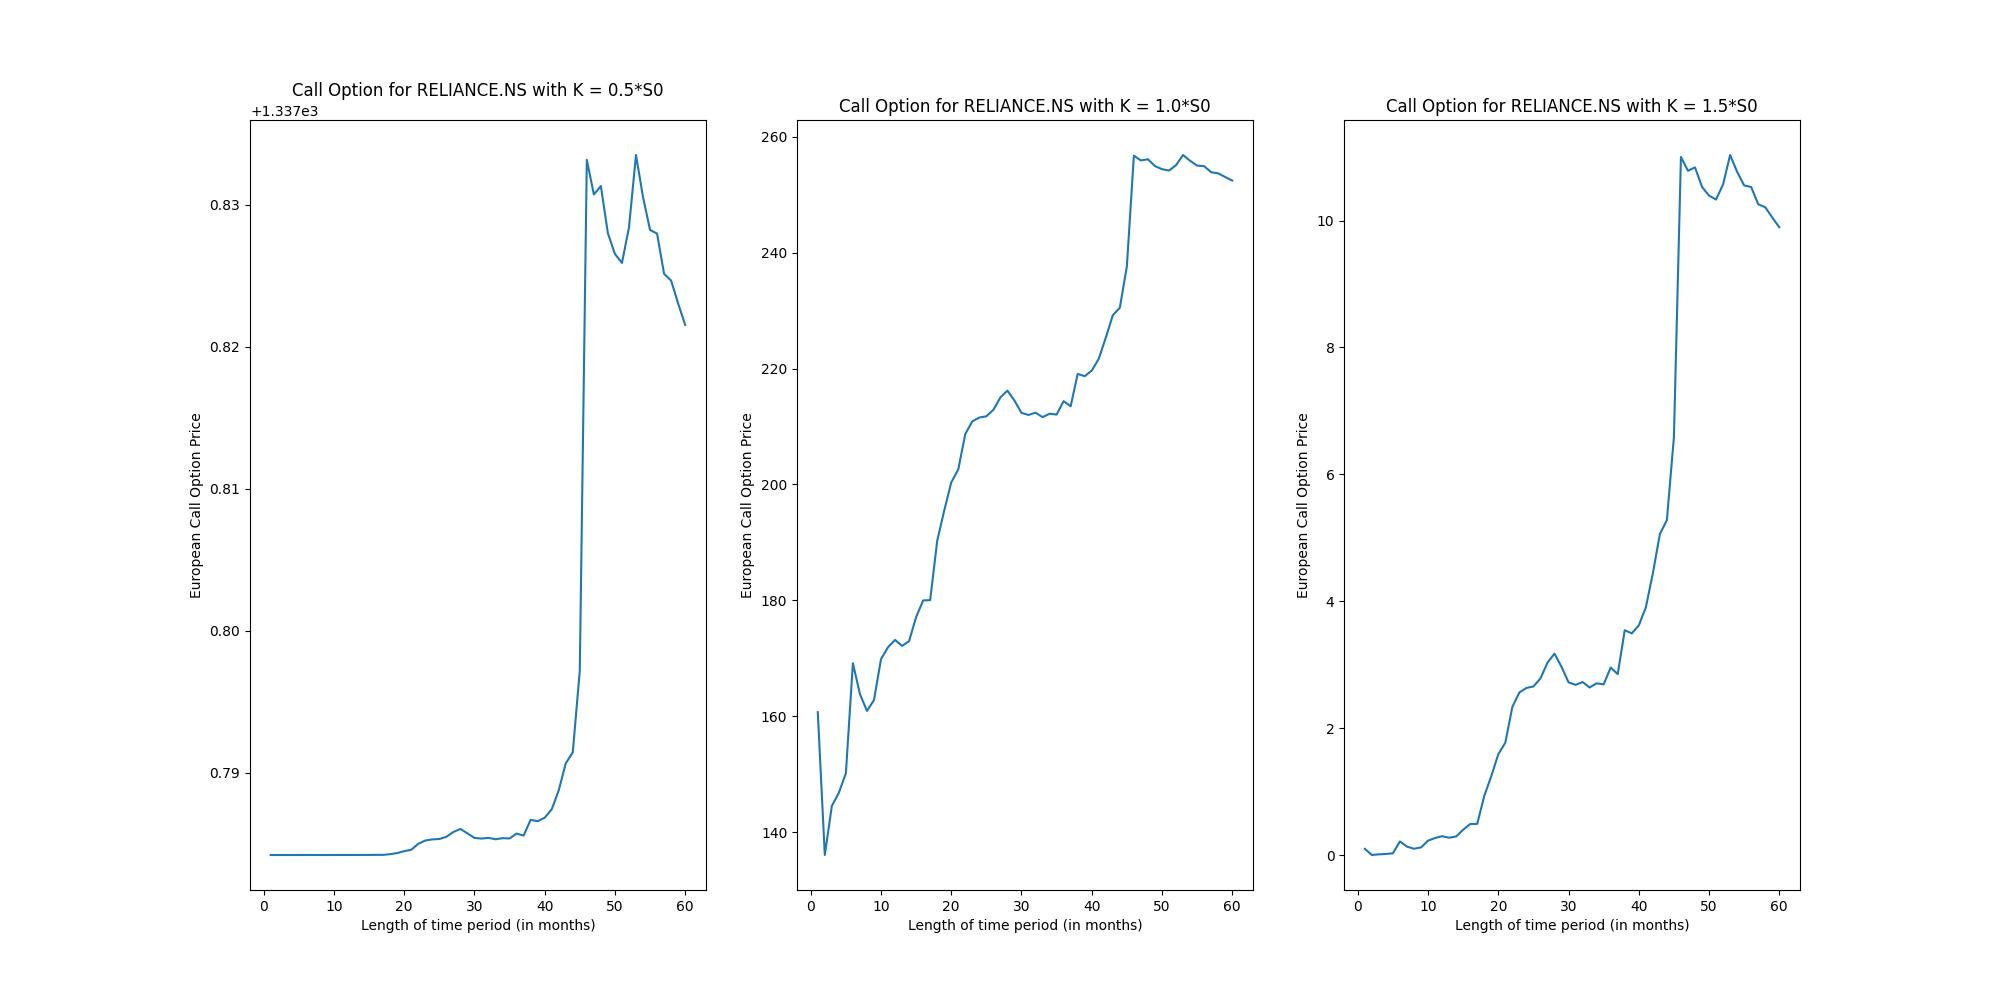 Call Option for RELIANCE.NS with K = 0.5*S0
+1.337e3
0.83
0.82
0.81
0.80
0.79
European Call Option Price
0 10 20 30 40 50 60
Length of time period (in months)
Call Option for RELIANCE.NS with K = 1.0*S0
260
240
220
200
180
160
140
European Call Option Price
0 10 20 30 40 50 60
Length of time period (in months)
Call Option for RELIANCE.NS with K = 1.5*S0
10
8
6
4
2
0
European Call Option Price
0 10 20 30 40 50 60
Length of time period (in months)